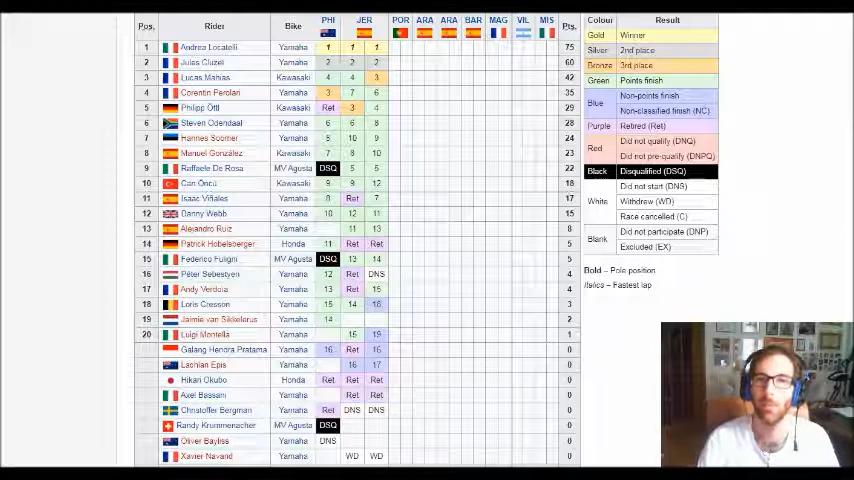 Pos. Rider Bike PHI JER POR ARA ARA BAR MAG VIL MIS Pts.
1 Andrea Locatelli Yamaha 1 1 1 75
2 Jules Cluzel Yamaha 2 2 2 60
3 Lucas Mahias Kawasaki 4 4 3 42
4 Corentin Perolari Yamaha 3 7 6 35
5 Philipp Öttl Kawasaki Ret 3 4 29
6 Steven Odendaal Yamaha 6 6 8 28
7 Hannes Soomer Yamaha 5 10 9 24
8 Manuel González Kawasaki 7 8 10 23
9 Raffaele De Rosa MV Agusta DSQ 5 5 22
10 Can Öncü Kawasaki 9 9 12 18
11 Isaac Viñales Yamaha 8 Ret 7 17
12 Danny Webb Yamaha 10 12 11 15
13 Alejandro Ruiz Yamaha 11 13 8
14 Patrick Hobelsberger Honda 11 Ret Ret 5
15 Federico Fuligni MV Agusta DSQ 13 14 5
16 Péter Sebestyén Yamaha 12 Ret DNS 4
17 Andy Verdoïa Yamaha 13 Ret 15 4
18 Loris Cresson Yamaha 15 14 18 3
19 Jaimie van Sikkelerus Yamaha 14 2
20 Luigi Montella Yamaha 15 19 1
Galang Hendra Pratama Yamaha 16 Ret 16 0
Lachlan Epis Yamaha 16 17 0
Hikari Okubo Honda Ret Ret Ret 0
Axel Bassani Yamaha Ret Ret 0
Christoffer Bergman Yamaha Ret DNS DNS 0
Randy Krummenacher MV Agusta DSQ 0
Oliver Bayliss Yamaha DNS 0
Xavier Navand Yamaha WD WD 0
Colour Result
Gold Winner
Silver 2nd place
Bronze 3rd place
Green Points finish
Blue Non-points finish
Non-classified finish (NC)
Purple Retired (Ret)
Red Did not qualify (DNQ)
Did not pre-qualify (DNPQ)
Black Disqualified (DSQ)
White Did not start (DNS)
Withdrew (WD)
Race cancelled (C)
Blank Did not participate (DNP)
Excluded (EX)
Bold – Pole position
Italics – Fastest lap